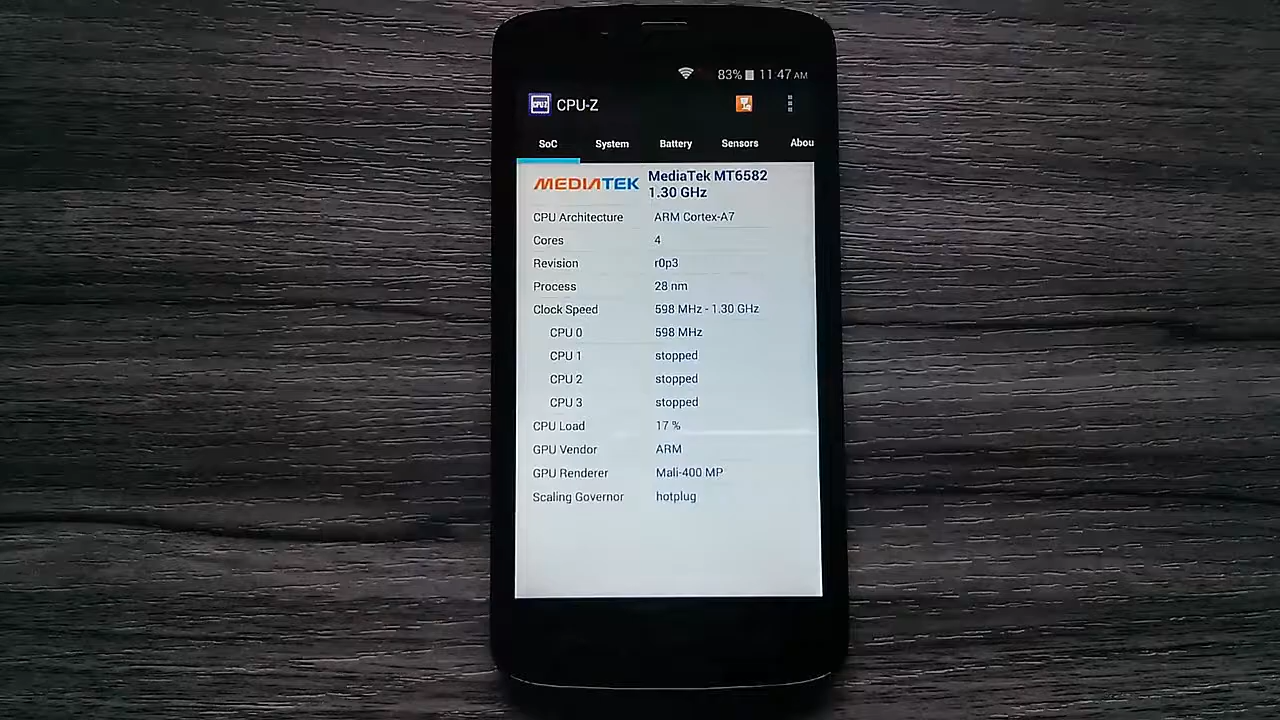 83% 11:47 AM
CPU-Z CPU-Z
SoC System Battery Sensors Abou
MEDIATEK MediaTek MT6582
1.30 GHz
CPU Architecture ARM Cortex-A7
Cores 4
Revision r0p3
Process 28 nm
Clock Speed 598 MHz - 1.30 GHz
CPU 0 598 MHz
CPU 1 stopped
CPU 2 stopped
CPU 3 stopped
CPU Load 17 %
GPU Vendor ARM
GPU Renderer Mali-400 MP
Scaling Governor hotplug